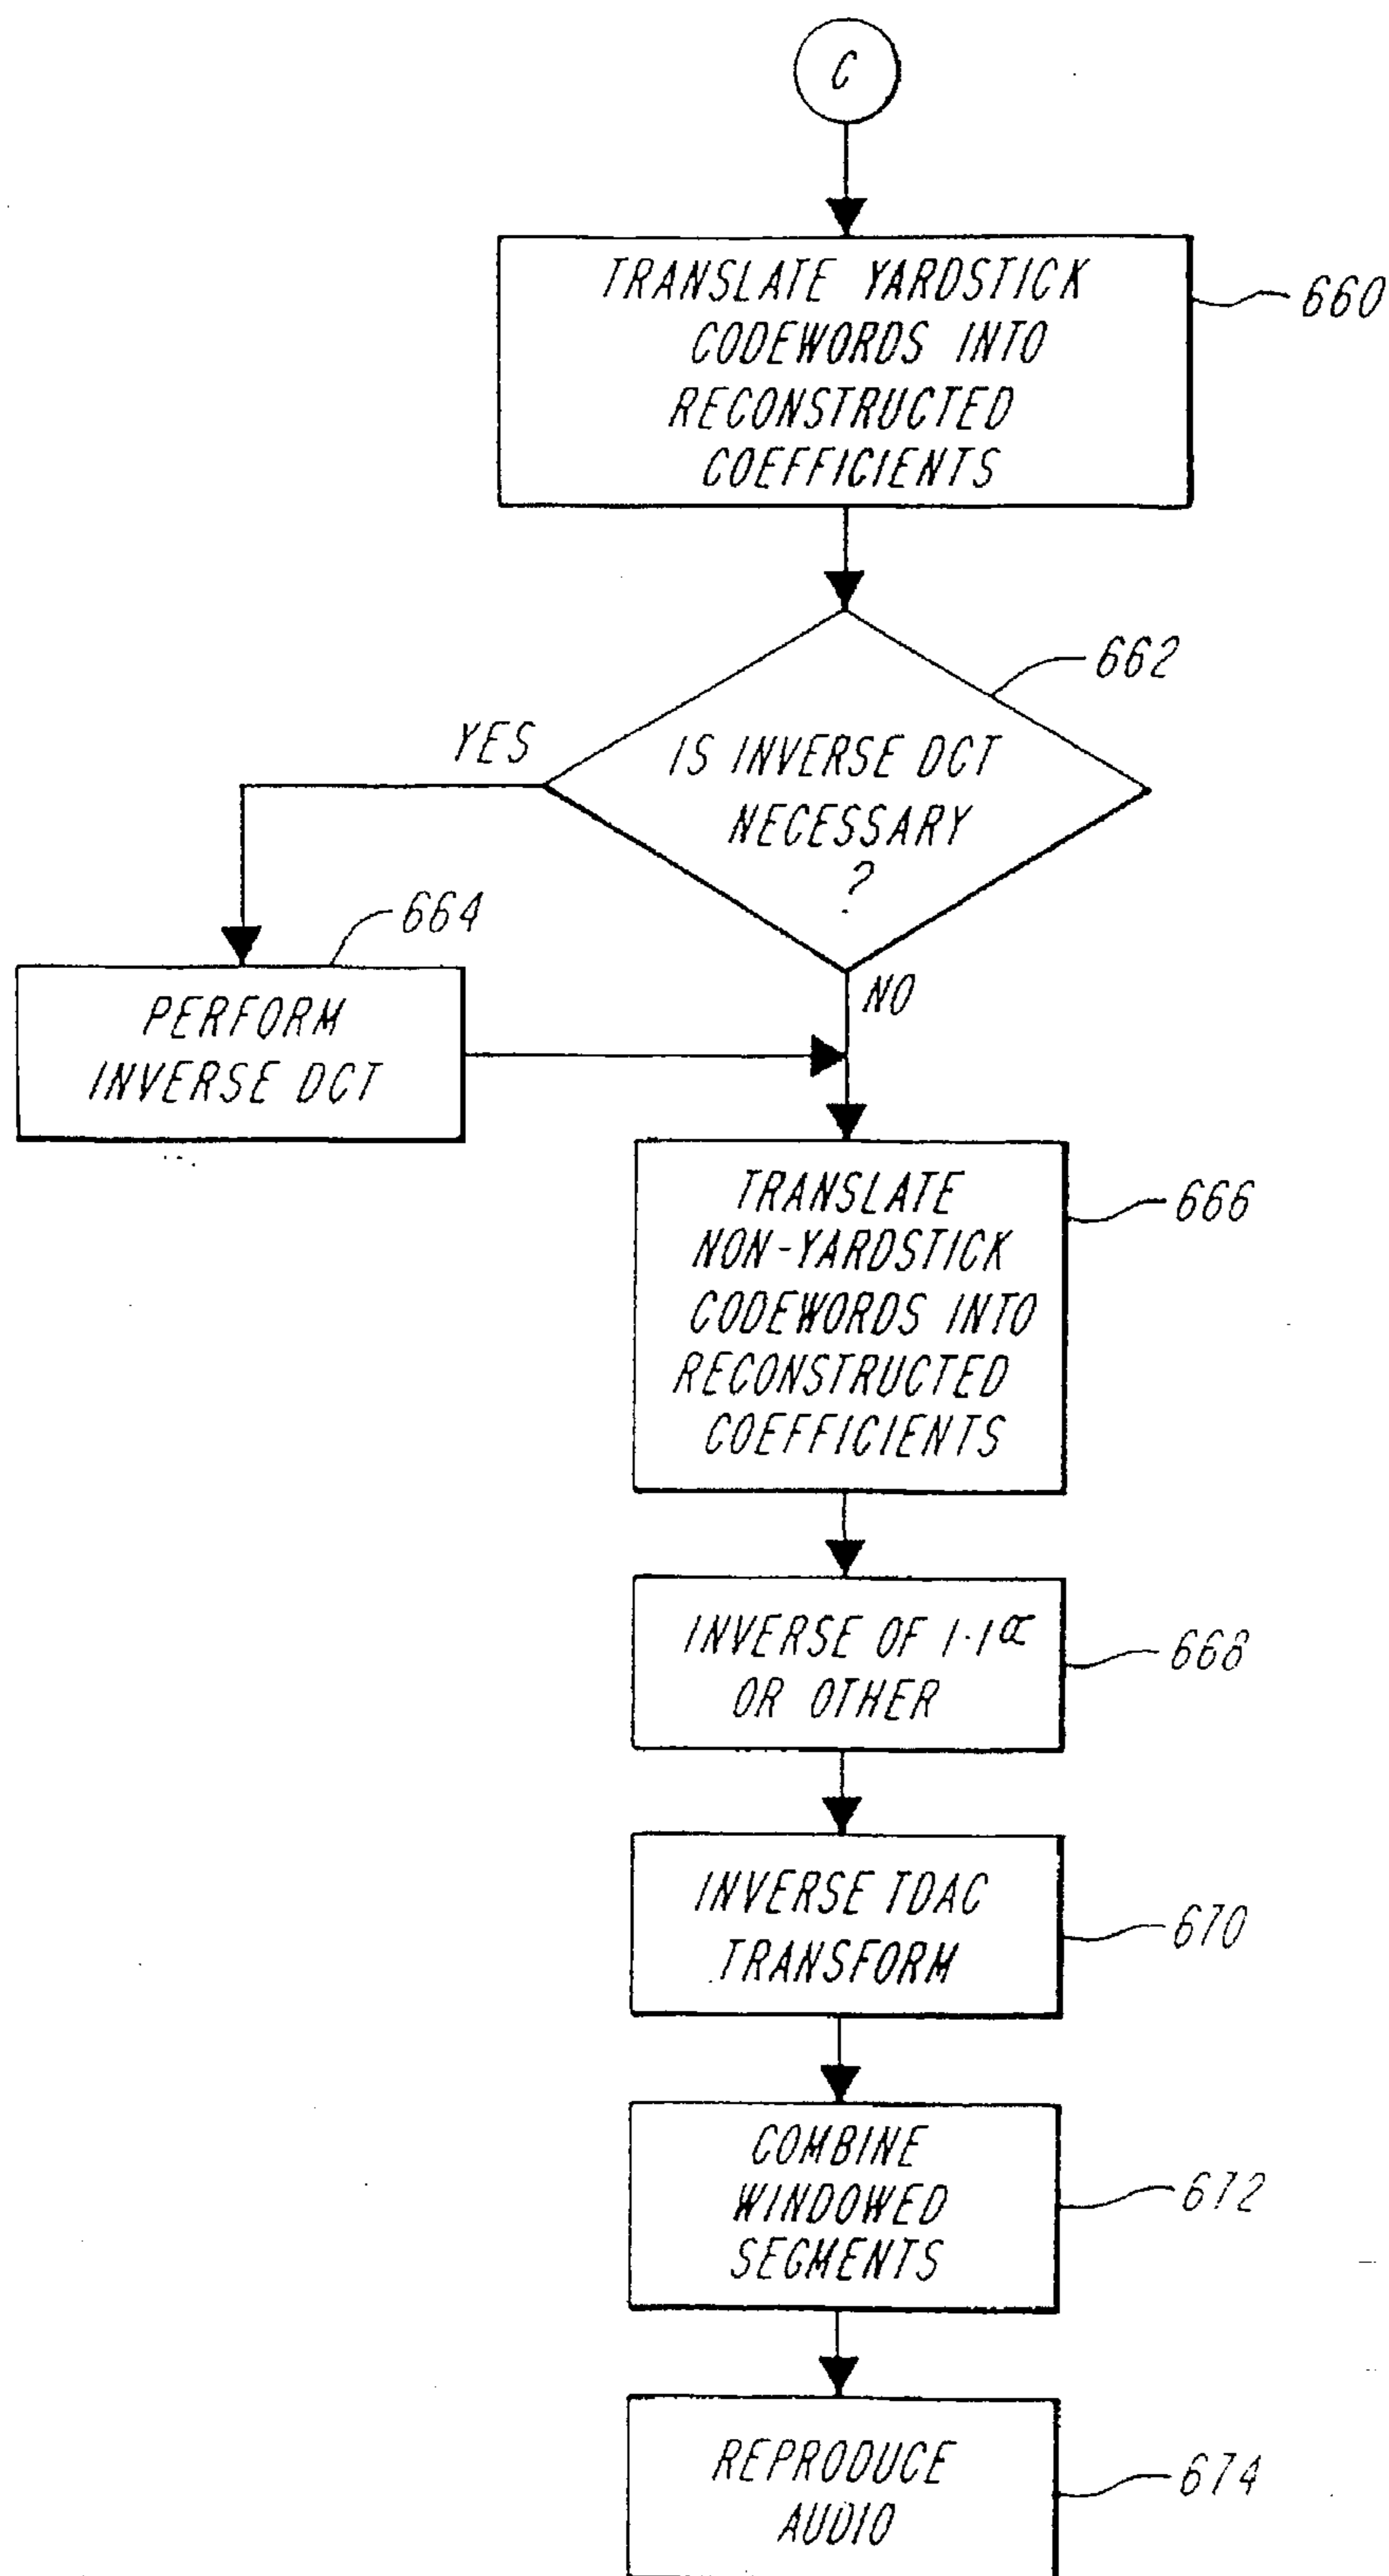 C
TRANSLATE YARDSTICK
CODEWORDS INTO
RECONSTRUCTED
COEFFICIENTS
660
662
IS INVERSE DCT
NECESSARY
?
YES
NO
664
PERFORM
INVERSE DCT
TRANSLATE
NON-YARDSTICK
CODEWORDS INTO
RECONSTRUCTED
COEFFICIENTS
666
INVERSE OF |·|α
OR OTHER
668
INVERSE TDAC
TRANSFORM
670
COMBINE
WINDOWED
SEGMENTS
672
REPRODUCE
AUDIO
674